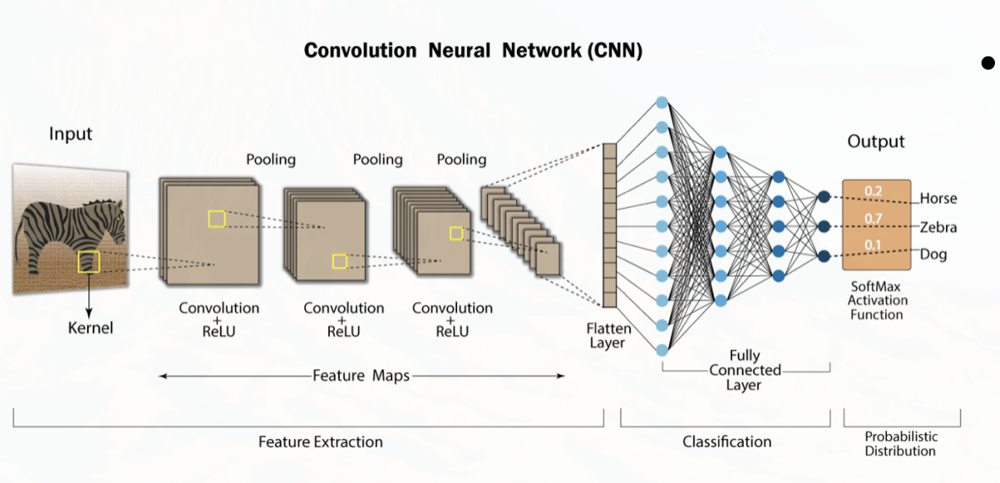 Convolution Neural Network (CNN)
Input
Output
Pooling
Pooling
Pooling
0.2
Horse
0.7
Zebra
0.1
Dog
Kernel
Convolution
+
ReLU
Convolution
+
ReLU
Convolution
+
ReLU
Flatten
Layer
SoftMax
Activation
Function
Fully
Connected
Layer
Feature Maps
Feature Extraction
Classification
Probabilistic
Distribution